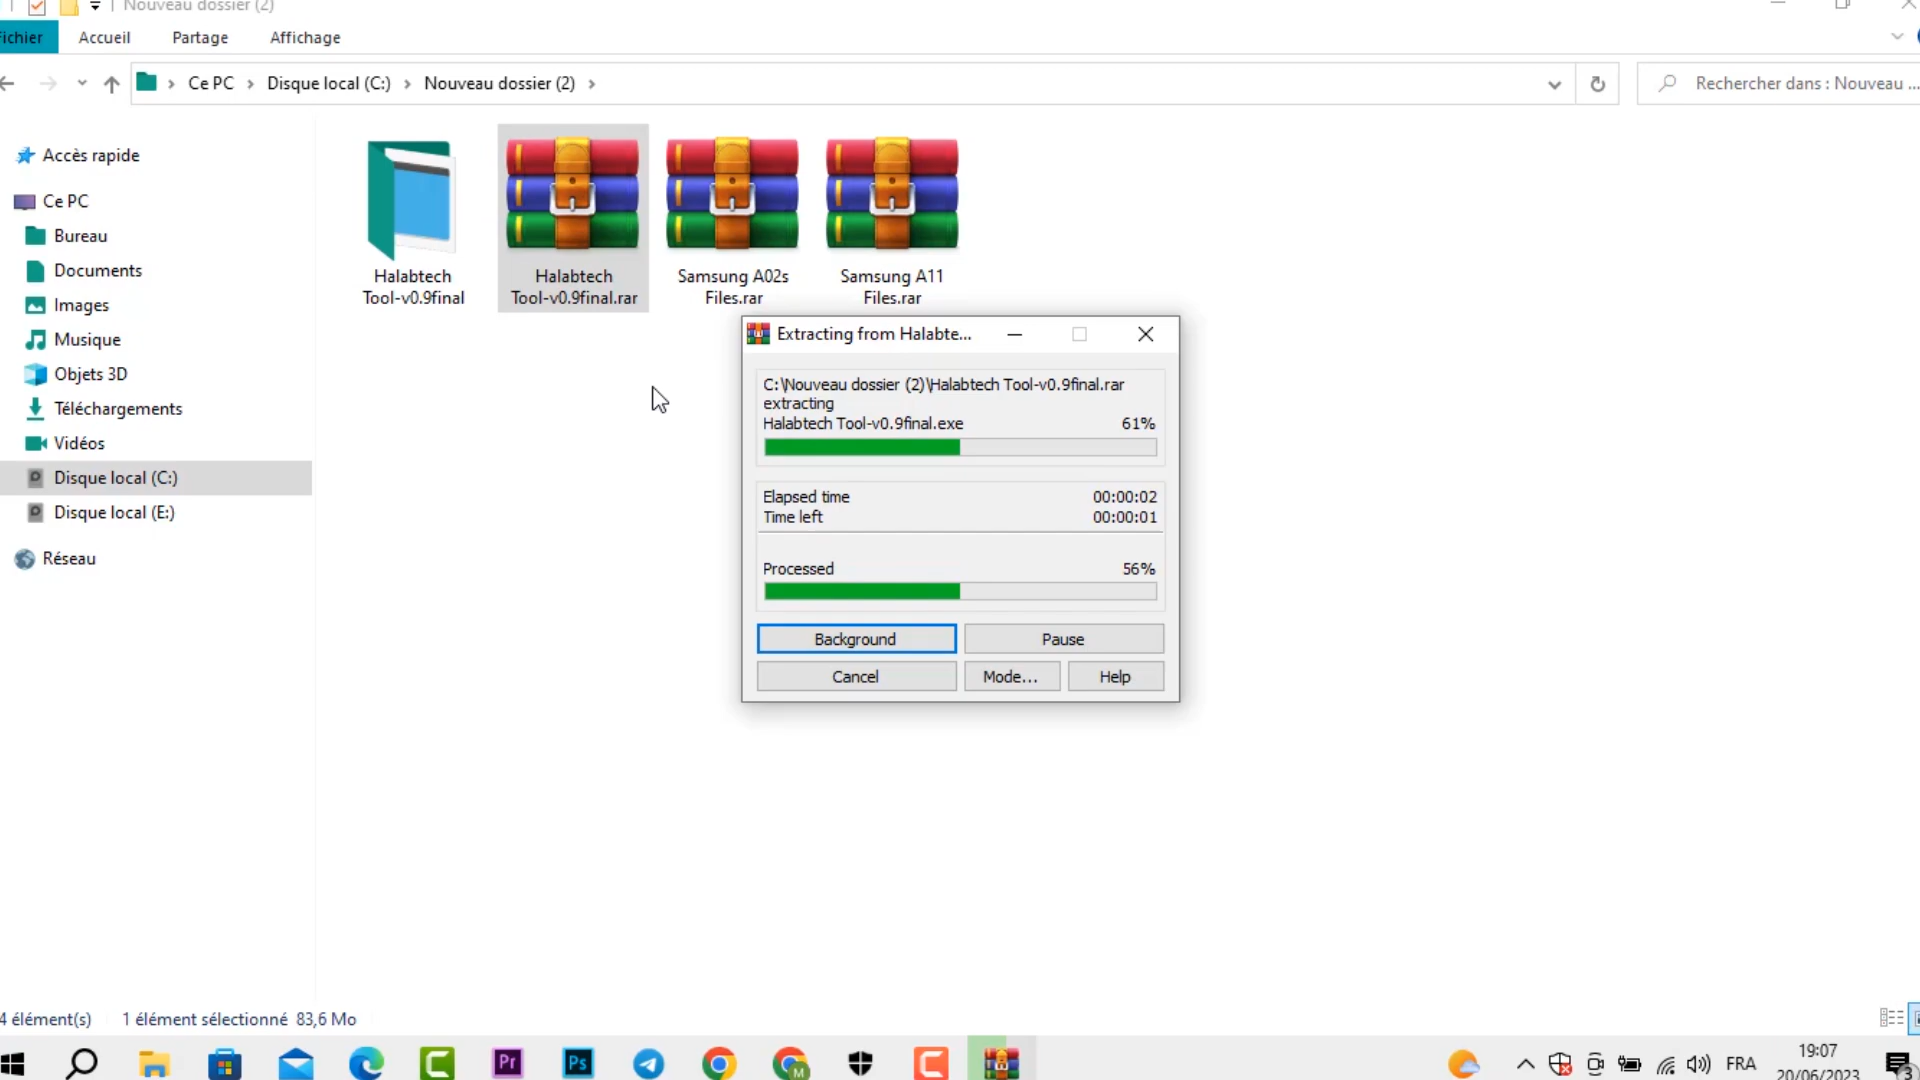 Nouveau dossier (2)
Fichier Accueil Partage Affichage
Ce PC Disque local (C:) Nouveau dossier (2)
Rechercher dans : Nouveau ...
Accès rapide
Ce PC
Bureau
Documents
Images
Musique
Objets 3D
Téléchargements
Vidéos
Disque local (C:)
Disque local (E:)
Réseau
Halabtech
Tool-v0.9final
Halabtech
Tool-v0.9final.rar
Samsung A02s
Files.rar
Samsung A11
Files.rar
Extracting from Halabte...
C:\Nouveau dossier (2)\Halabtech Tool-v0.9final.rar
extracting
Halabtech Tool-v0.9final.exe 61%
Elapsed time 00:00:02
Time left 00:00:01
Processed 56%
Background Pause
Cancel Mode... Help
4 élément(s) 1 élément sélectionné 83,6 Mo
Pr Ps M
FRA
19:07
20/06/2023
3